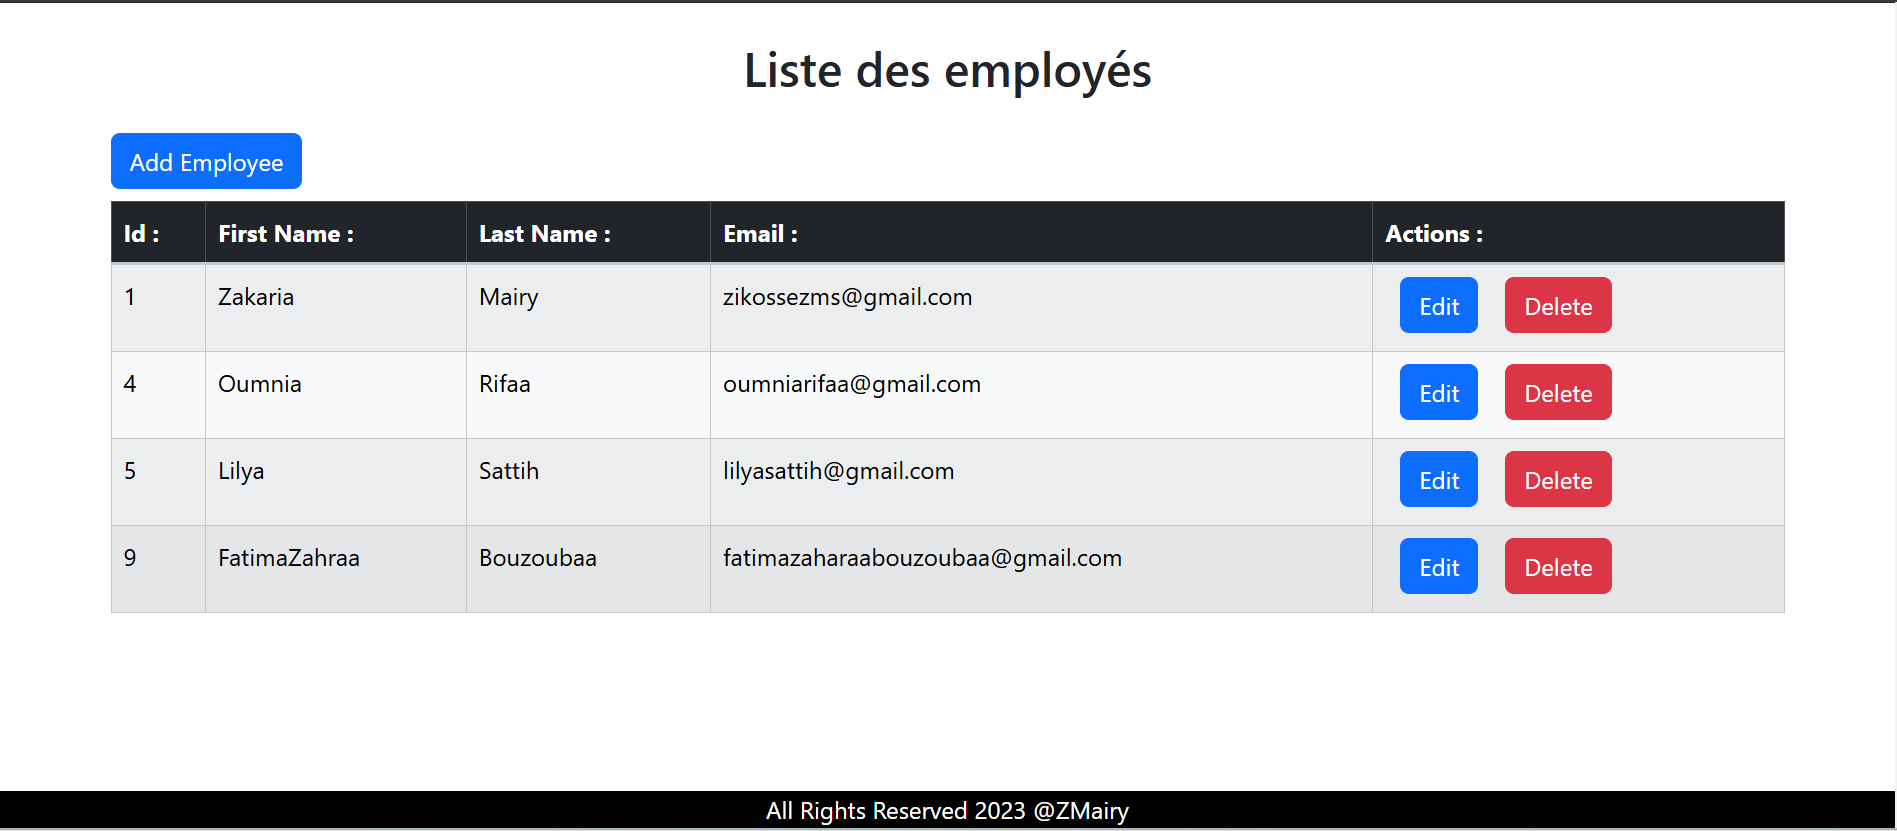 Liste des employés
Add Employee
Id : First Name : Last Name : Email : Actions :
1 Zakaria Mairy zikossezms@gmail.com Edit Delete
4 Oumnia Rifaa oumniarifaa@gmail.com Edit Delete
5 Lilya Sattih lilyasattih@gmail.com Edit Delete
9 FatimaZahraa Bouzoubaa fatimazaharaabouzoubaa@gmail.com Edit Delete
All Rights Reserved 2023 @ZMairy